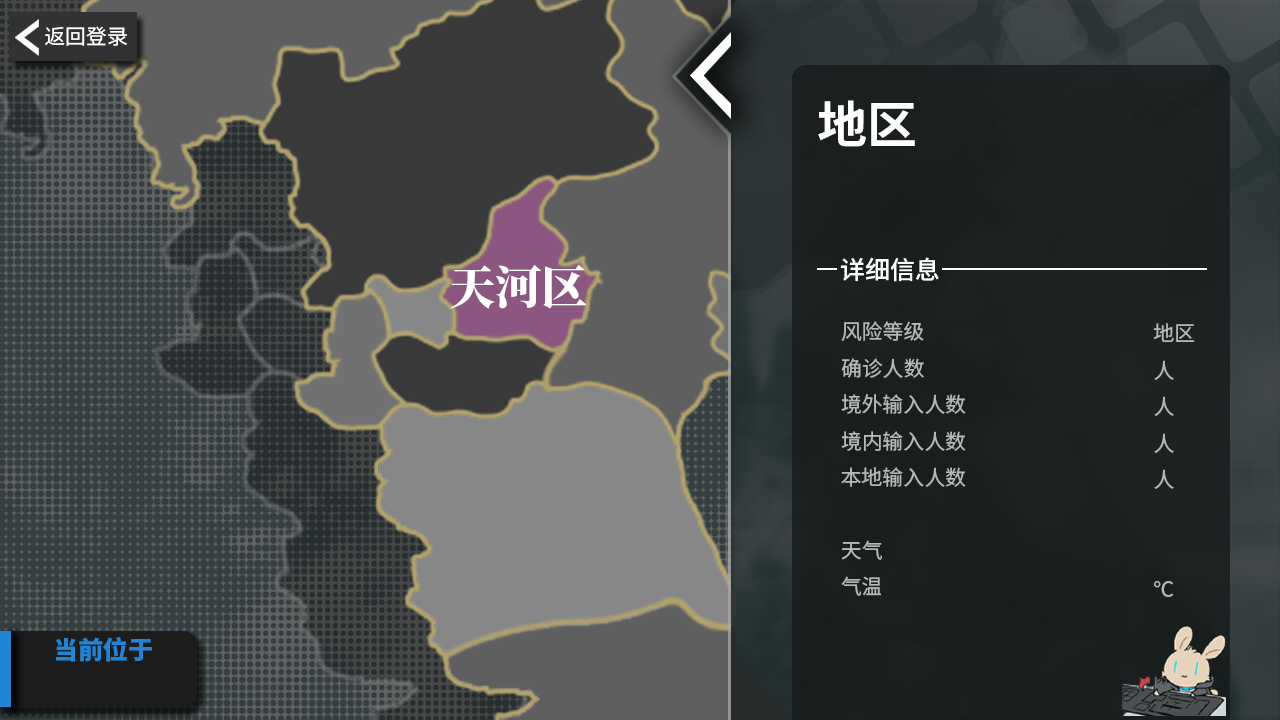 返回登录
地区
天河区
详细信息
风险等级 地区
确诊人数 人
境外输入人数 人
境内输入人数 人
本地输入人数 人
天气
气温 ℃
当前位于